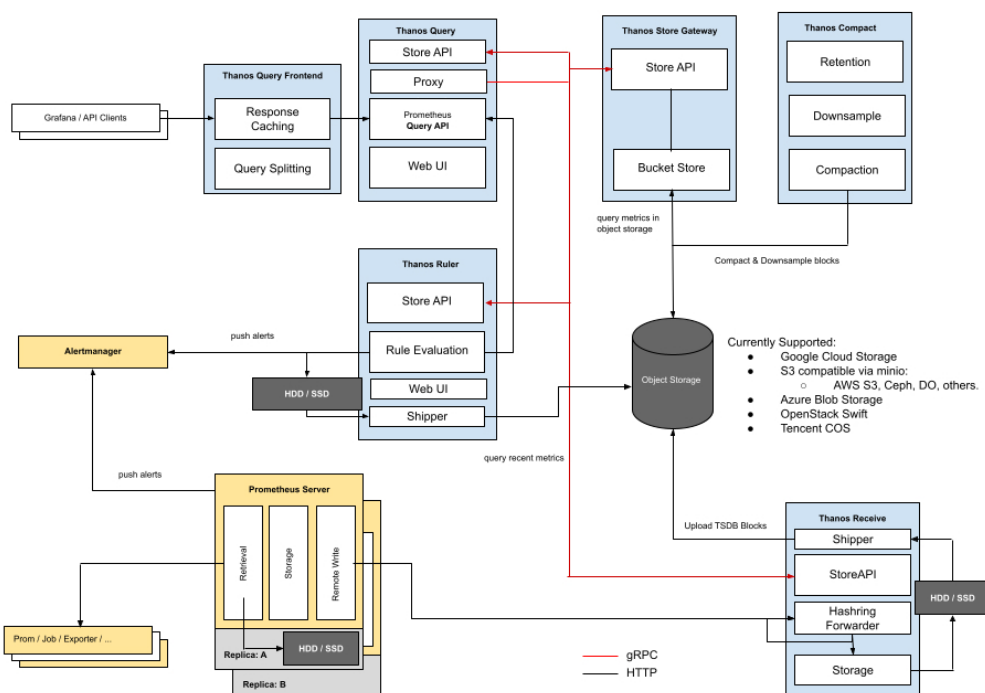 Thanos Query
Store API
Proxy
Prometheus
Query API
Web UI
Thanos Query Frontend
Response
Caching
Query Splitting
Grafana / API Clients
Thanos Store Gateway
Store API
Bucket Store
Thanos Compact
Retention
Downsample
Compaction
query metrics in
object storage
Compact & Downsample blocks
Thanos Ruler
Store API
Rule Evaluation
Web UI
Shipper
push alerts
Alertmanager
HDD / SSD
Object Storage
Currently Supported:
● Google Cloud Storage
● S3 compatible via minio:
○ AWS S3, Ceph, DO, others.
● Azure Blob Storage
● OpenStack Swift
● Tencent COS
query recent metrics
push alerts
Prometheus Server
Retrieval
Storage
Remote Write
Replica: A
HDD / SSD
Replica: B
Prom / Job / Exporter / ...
Upload TSDB Blocks
Thanos Receive
Shipper
StoreAPI
Hashring
Forwarder
Storage
HDD / SSD
gRPC
HTTP